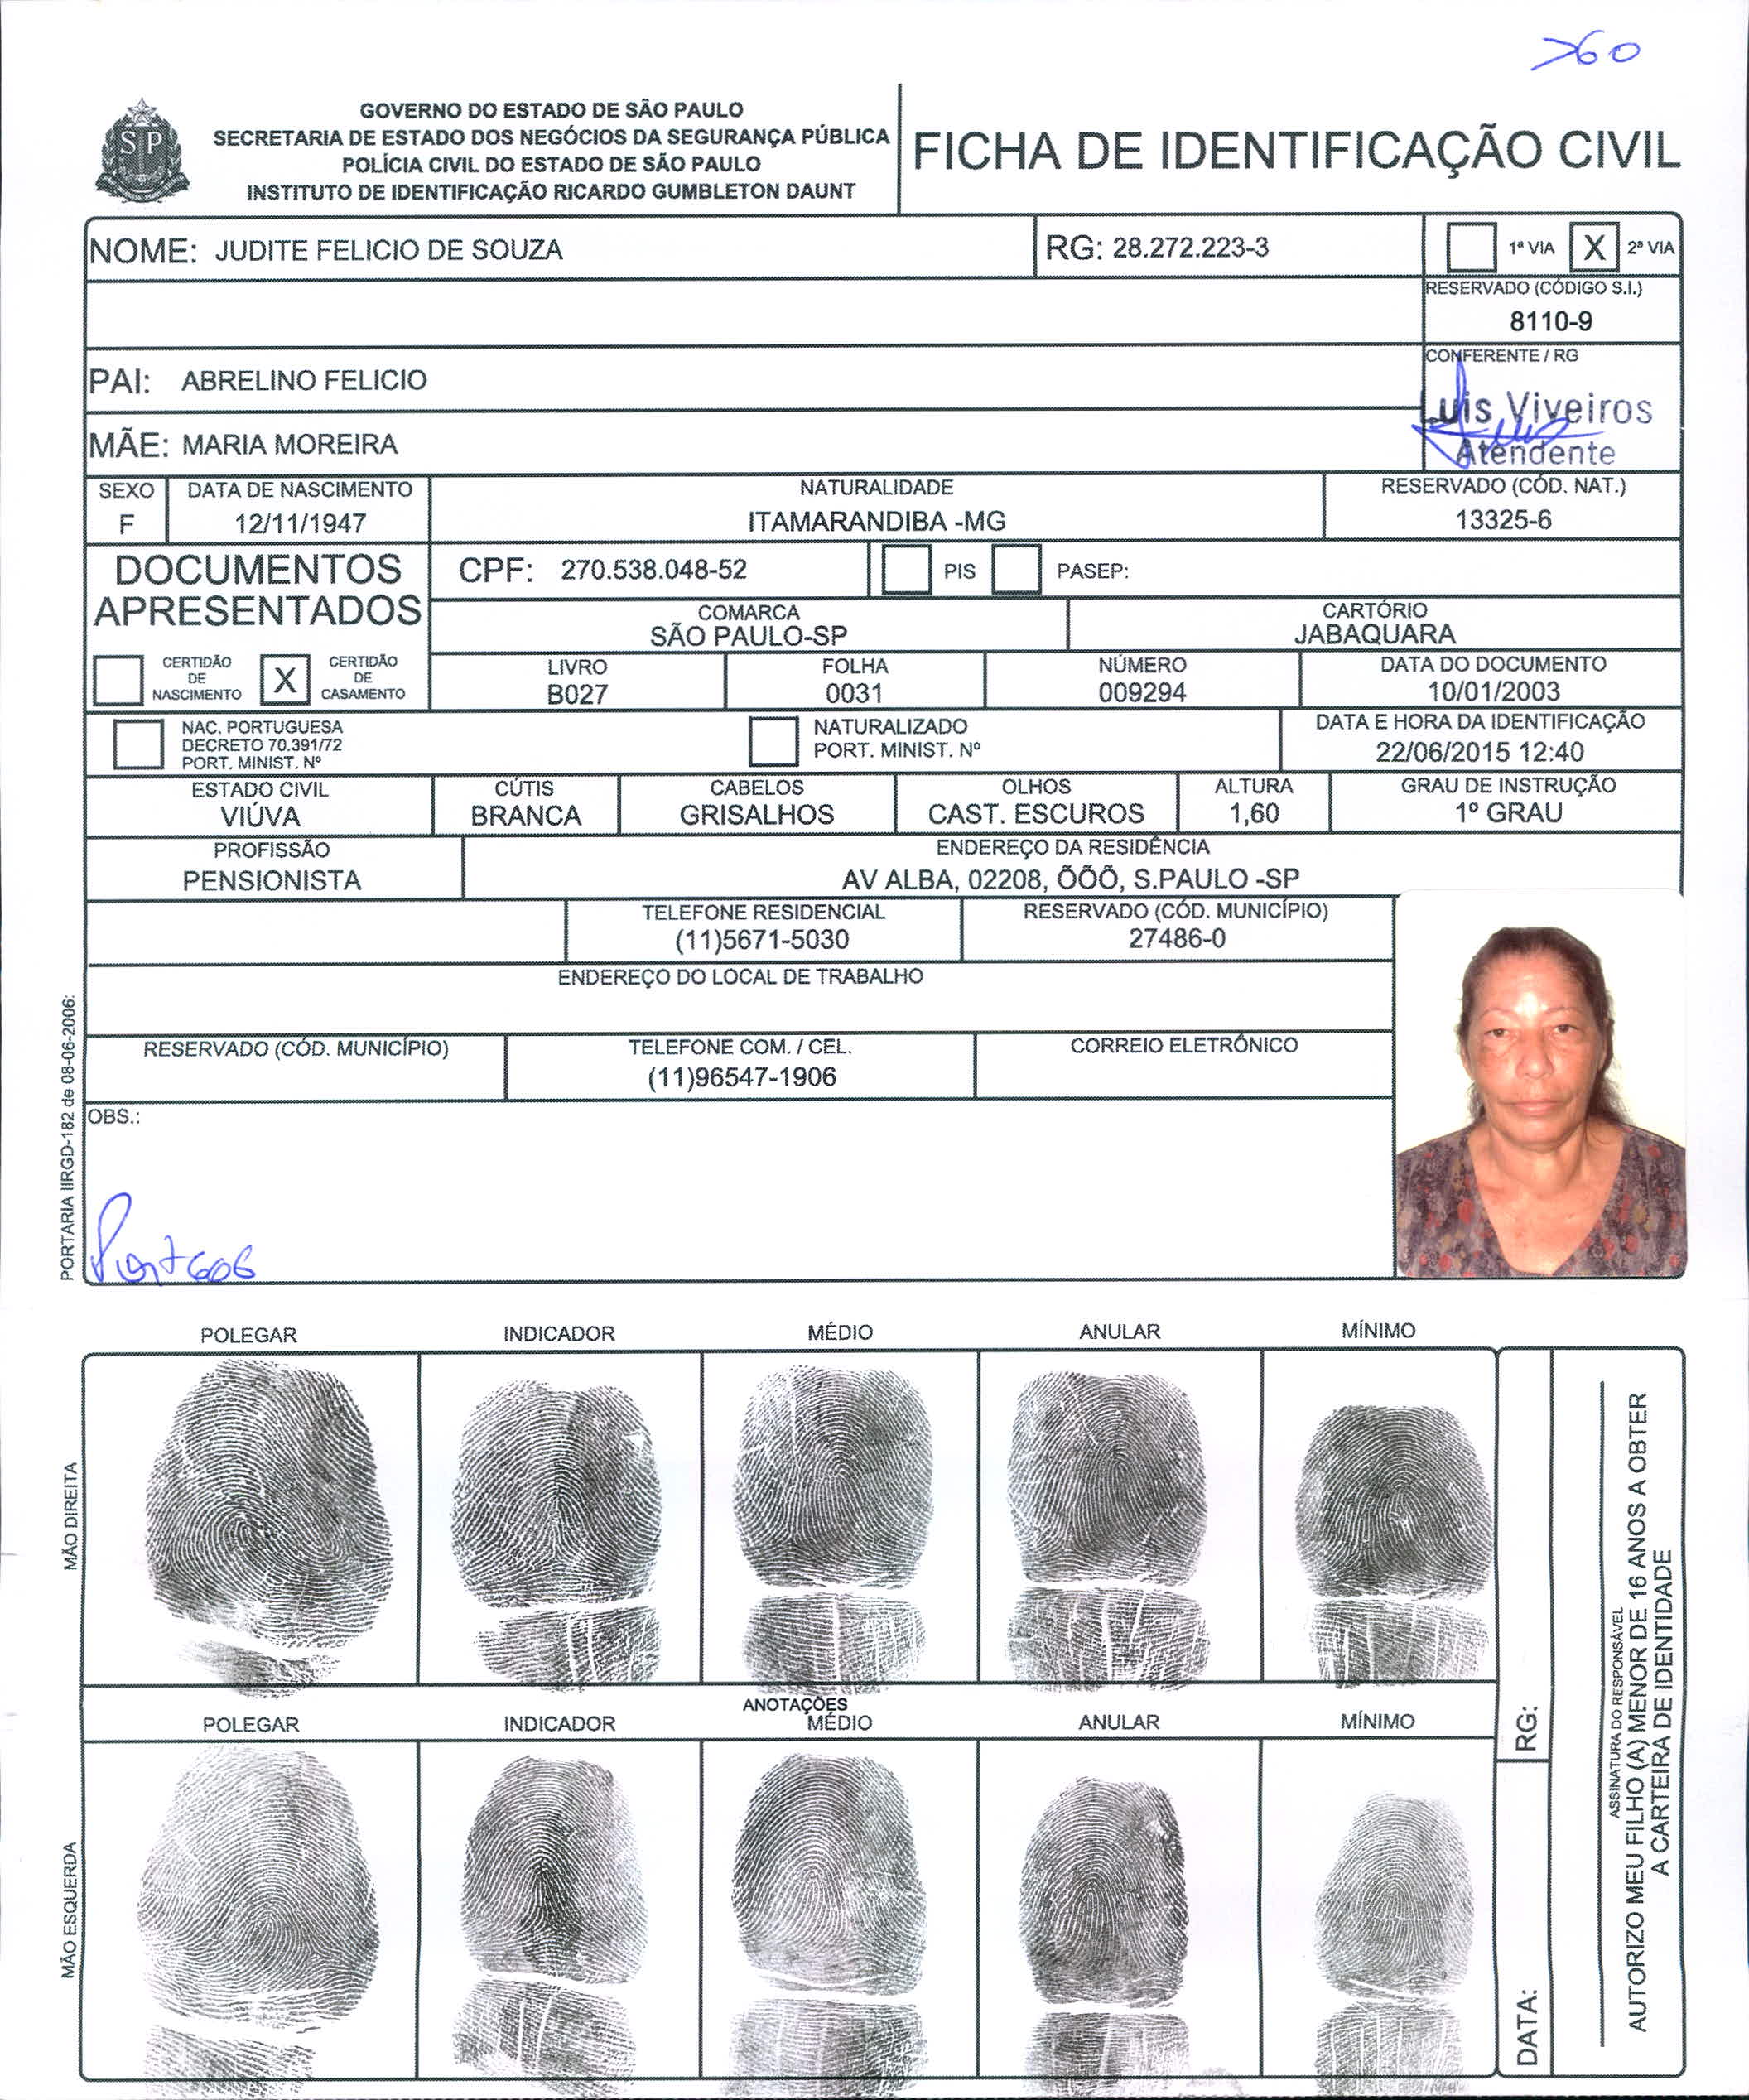 >60
SP
GOVERNO DO ESTADO DE SÃO PAULO
SECRETARIA DE ESTADO DOS NEGÓCIOS DA SEGURANÇA PÚBLICA
POLÍCIA CIVIL DO ESTADO DE SÃO PAULO
INSTITUTO DE IDENTIFICAÇÃO RICARDO GUMBLETON DAUNT
FICHA DE IDENTIFICAÇÃO CIVIL
NOME: JUDITE FELICIO DE SOUZA
RG: 28.272.223-3
1ª VIA X 2ª VIA
RESERVADO (CÓDIGO S.I.)
8110-9
PAI: ABRELINO FELICIO
CONFERENTE / RG
Luis Viveiros
Atendente
MÃE: MARIA MOREIRA
SEXO
F
DATA DE NASCIMENTO
12/11/1947
NATURALIDADE
ITAMARANDIBA -MG
RESERVADO (CÓD. NAT.)
13325-6
DOCUMENTOS
APRESENTADOS
CPF: 270.538.048-52
PIS
PASEP:
COMARCA
SÃO PAULO-SP
CARTÓRIO
JABAQUARA
CERTIDÃO
DE
NASCIMENTO
X
CERTIDÃO
DE
CASAMENTO
LIVRO
B027
FOLHA
0031
NÚMERO
009294
DATA DO DOCUMENTO
10/01/2003
NAC. PORTUGUESA
DECRETO 70.391/72
PORT. MINIST. Nº
NATURALIZADO
PORT. MINIST. Nº
DATA E HORA DA IDENTIFICAÇÃO
22/06/2015 12:40
ESTADO CIVIL
VIÚVA
CÚTIS
BRANCA
CABELOS
GRISALHOS
OLHOS
CAST. ESCUROS
ALTURA
1,60
GRAU DE INSTRUÇÃO
1º GRAU
PROFISSÃO
PENSIONISTA
ENDEREÇO DA RESIDÊNCIA
AV ALBA, 02208, ÕÕÕ, S.PAULO -SP
TELEFONE RESIDENCIAL
(11)5671-5030
RESERVADO (CÓD. MUNICÍPIO)
27486-0
ENDEREÇO DO LOCAL DE TRABALHO
RESERVADO (CÓD. MUNICÍPIO)
TELEFONE COM. / CEL.
(11)96547-1906
CORREIO ELETRÔNICO
OBS.:
PORTARIA IIRGD-182 de 08-06-2006:
POLEGAR
INDICADOR
MÉDIO
ANULAR
MÍNIMO
MÃO DIREITA
ANOTAÇÕES
POLEGAR
INDICADOR
MÉDIO
ANULAR
MÍNIMO
MÃO ESQUERDA
RG:
DATA:
ASSINATURA DO RESPONSÁVEL
AUTORIZO MEU FILHO (A) MENOR DE 16 ANOS A OBTER
A CARTEIRA DE IDENTIDADE